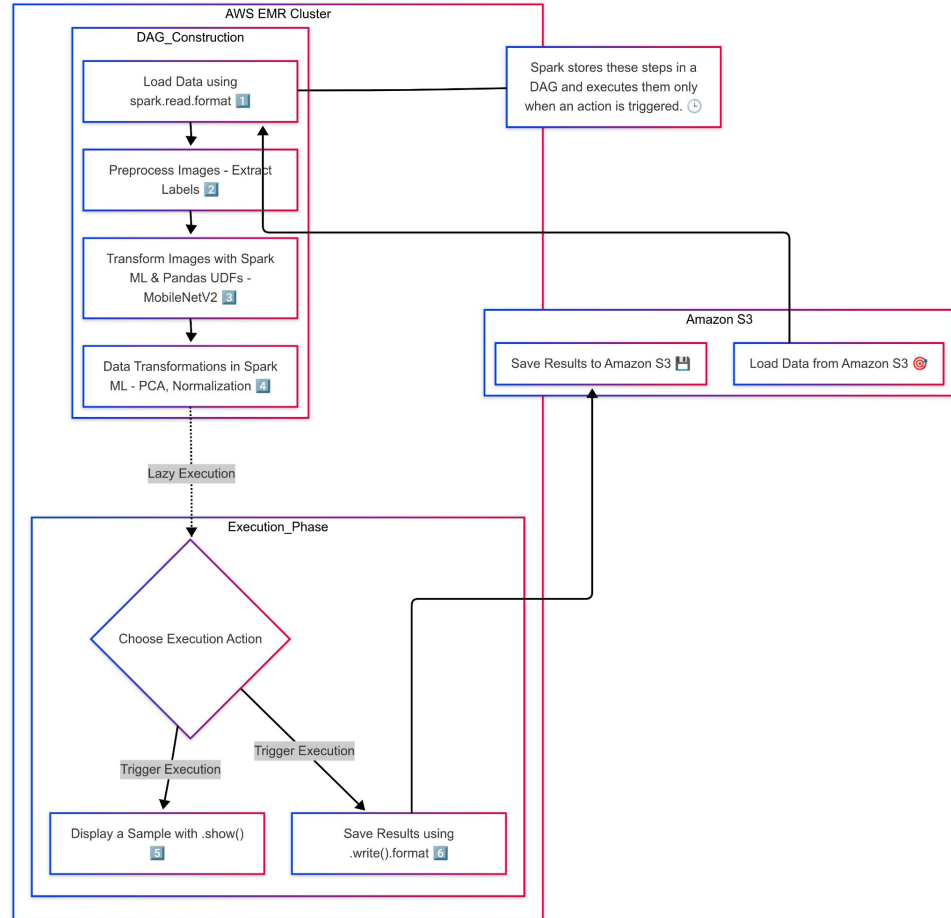 AWS EMR Cluster
DAG_Construction
Load Data using
spark.read.format 1️⃣
Spark stores these steps in a
DAG and executes them only
when an action is triggered. 🕒
Preprocess Images - Extract
Labels 2️⃣
Transform Images with Spark
ML & Pandas UDFs -
MobileNetV2 3️⃣
Data Transformations in Spark
ML - PCA, Normalization 4️⃣
Amazon S3
Save Results to Amazon S3 💾
Load Data from Amazon S3 🎯
Lazy Execution
Execution_Phase
Choose Execution Action
Trigger Execution
Trigger Execution
Display a Sample with .show()
5️⃣
Save Results using
.write().format 6️⃣